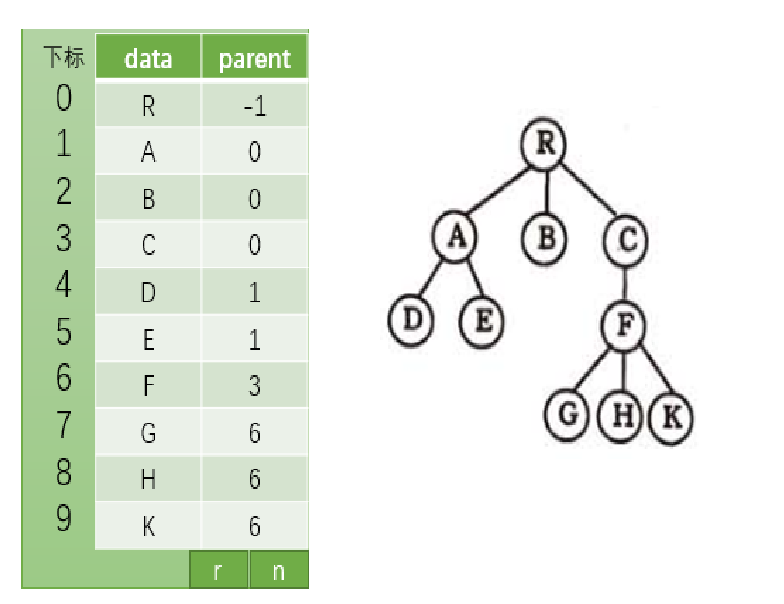 下标 data parent
0 R -1
1 A 0
2 B 0
3 C 0
4 D 1
5 E 1
6 F 3
7 G 6
8 H 6
9 K 6
r n
R
A B C
D E F
G H K